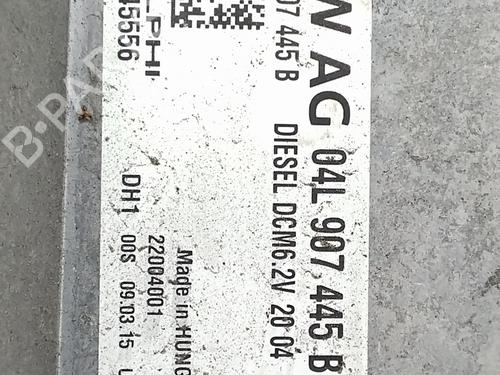 W AG 04L 907 445 B
07 445 B DIESEL DCM6.2V 20 04
LPHI Made in HUNG
22004001
45556 DH1 00S 09.03.15
B-PA